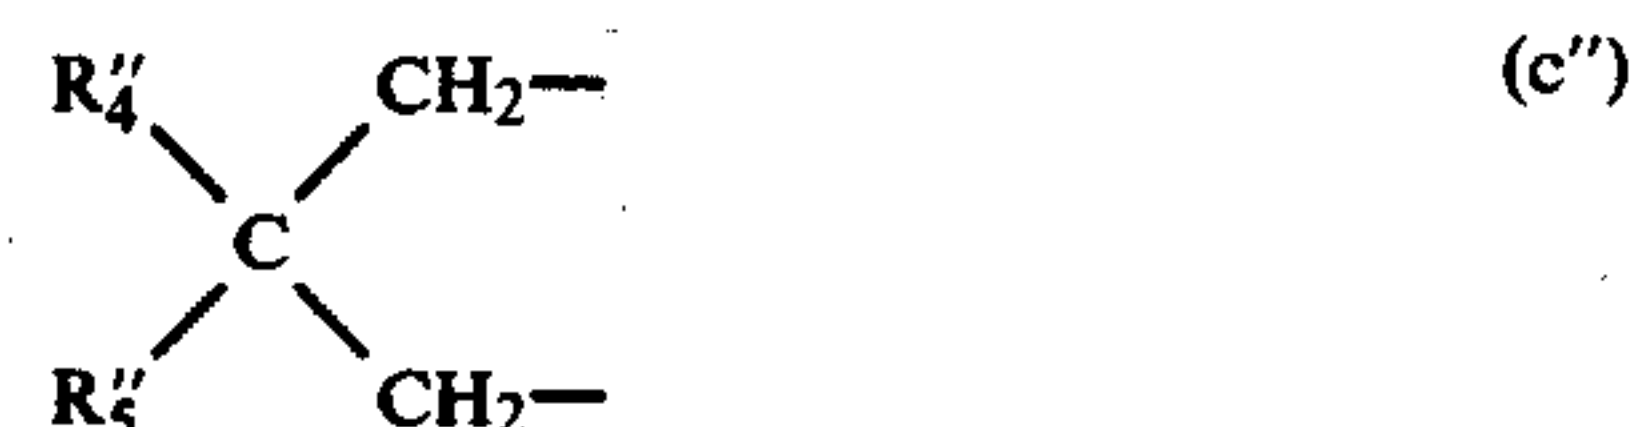 R₄″ CH₂— (c″)
C
R₅″ CH₂—